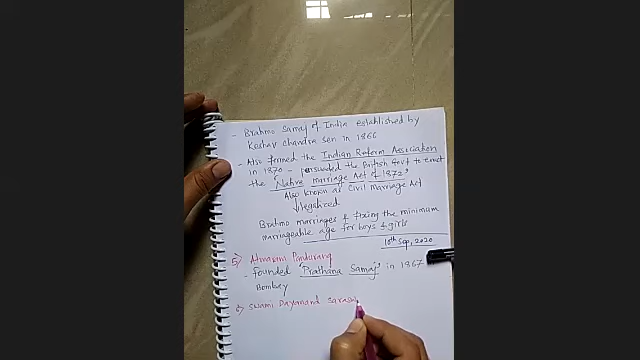 - Brahmo Samaj of India established by
Keshav Chandra Sen in 1866
- Also formed the Indian Reform Association
in 1870 - persuaded the British Govt to enact
the 'Native marriage Act of 1872'
Also known as civil Marriage Act
↓legalized
Brahmo marriages & fixing the minimum
marriageable age for boys & girls
10th Sep, 2020
5) Atmaram Pandurang
- founded 'Prathana Samaj' in 1867
Bombay
6) Swami Dayanand Saras